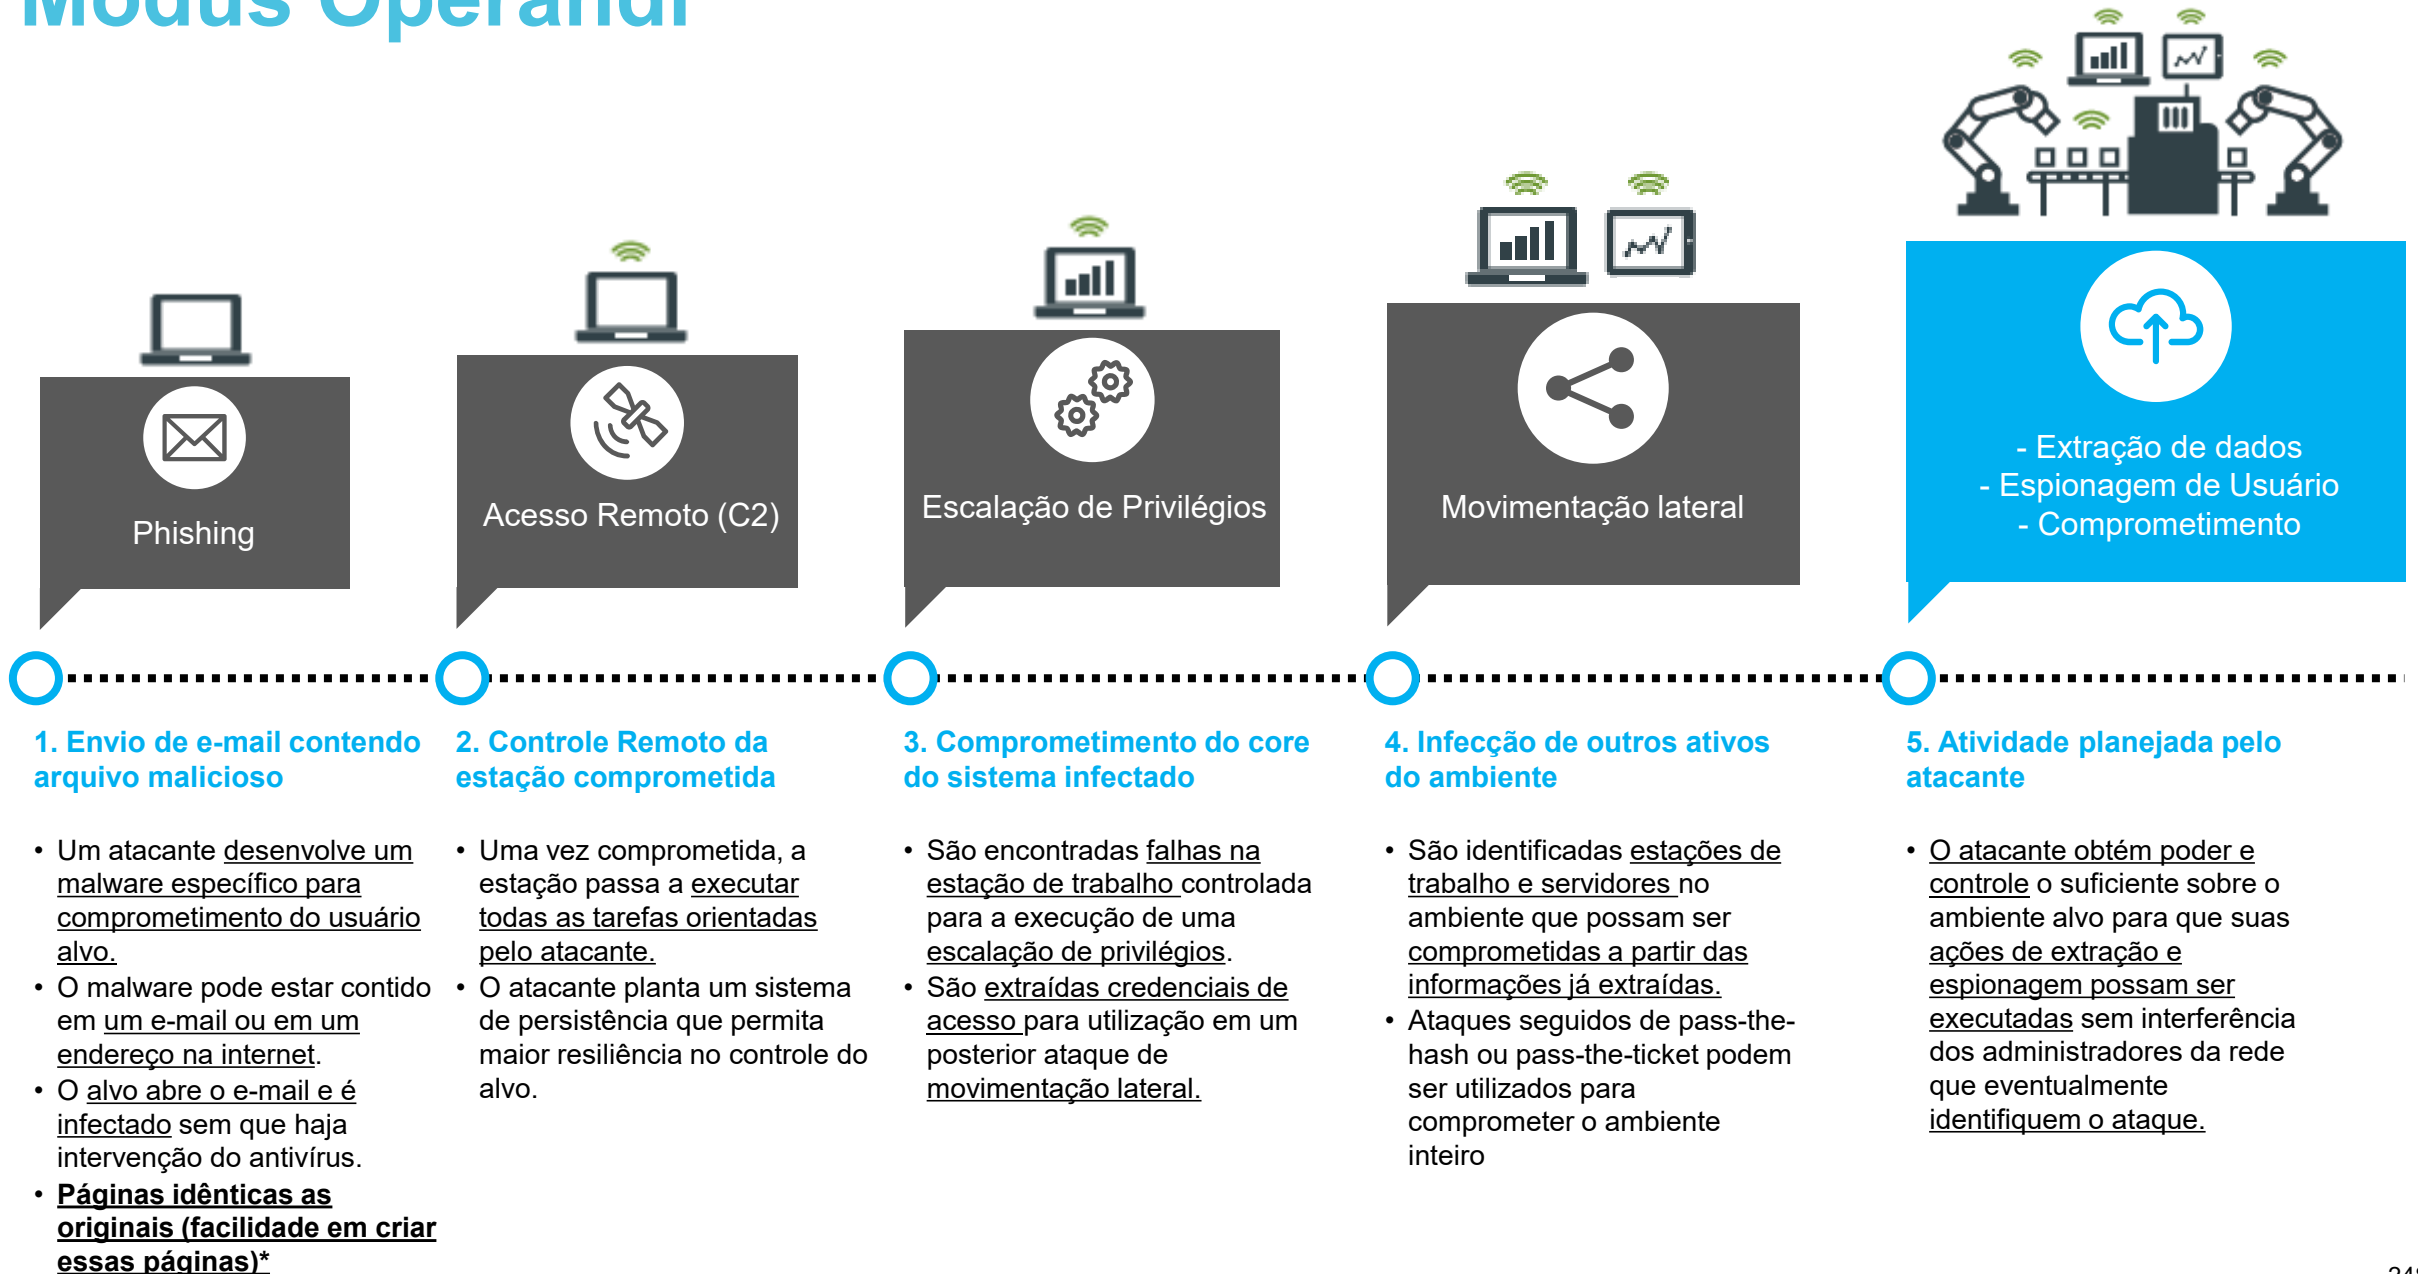 Modus Operandi
Phishing
Acesso Remoto (C2)
Escalação de Privilégios
Movimentação lateral
- Extração de dados
- Espionagem de Usuário
- Comprometimento
1. Envio de e-mail contendo
arquivo malicioso
• Um atacante desenvolve um
malware específico para
comprometimento do usuário
alvo.
• O malware pode estar contido
em um e-mail ou em um
endereço na internet.
• O alvo abre o e-mail e é
infectado sem que haja
intervenção do antivírus.
• Páginas idênticas as
originais (facilidade em criar
essas páginas)*
2. Controle Remoto da
estação comprometida
• Uma vez comprometida, a
estação passa a executar
todas as tarefas orientadas
pelo atacante.
• O atacante planta um sistema
de persistência que permita
maior resiliência no controle do
alvo.
3. Comprometimento do core
do sistema infectado
• São encontradas falhas na
estação de trabalho controlada
para a execução de uma
escalação de privilégios.
• São extraídas credenciais de
acesso para utilização em um
posterior ataque de
movimentação lateral.
4. Infecção de outros ativos
do ambiente
• São identificadas estações de
trabalho e servidores no
ambiente que possam ser
comprometidas a partir das
informações já extraídas.
• Ataques seguidos de pass-the-
hash ou pass-the-ticket podem
ser utilizados para
comprometer o ambiente
inteiro
5. Atividade planejada pelo
atacante
• O atacante obtém poder e
controle o suficiente sobre o
ambiente alvo para que suas
ações de extração e
espionagem possam ser
executadas sem interferência
dos administradores da rede
que eventualmente
identifiquem o ataque.